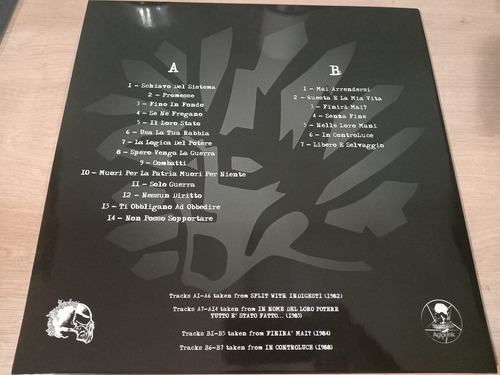 A
1 - Schiavo Del Sistema
2 - Promesse
3 - Fino In Fondo
4 - Se Ne Fregano
5 - Il Loro Stato
6 - Usa La Tua Rabbia
7 - La Logica Del Potere
8 - Spero Venga La Guerra
9 - Combatti
10 - Muori Per La Patria Muori Per Niente
11 - Solo Guerra
12 - Nessun Diritto
13 - Ti Obbligano Ad Obbedire
14 - Non Posso Sopportare
B
1 - Mai Arrendersi
2 - Questa E La Mia Vita
3 - Finirà Mai?
4 - Senza Fine
5 - Nelle Loro Mani
6 - In Controluce
7 - Libero E Selvaggio
Tracks A1-A6 taken from SPLIT WITH INDIGESTI (1982)
Tracks A7-A14 taken from IN NOME DEL LORO POTERE
TUTTO E' STATO FATTO... (1983)
Tracks B1-B5 taken from FINIRA' MAI? (1984)
Tracks B6-B7 taken from IN CONTROLUCE (1988)